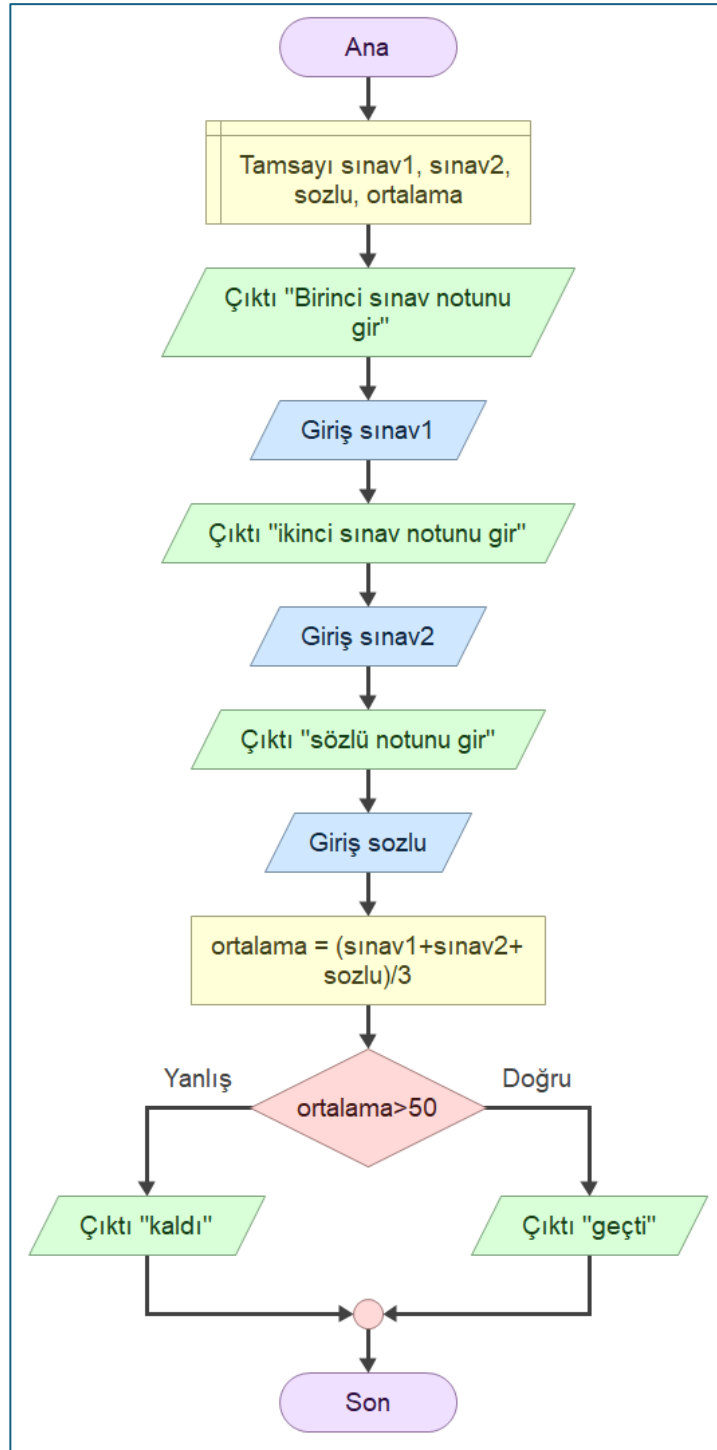 Ana
Tamsayı sınav1, sınav2,
sozlu, ortalama
Çıktı "Birinci sınav notunu
gir"
Giriş sınav1
Çıktı "ikinci sınav notunu gir"
Giriş sınav2
Çıktı "sözlü notunu gir"
Giriş sozlu
ortalama = (sınav1+sınav2+
sozlu)/3
Yanlış
Doğru
ortalama>50
Çıktı "kaldı"
Çıktı "geçti"
Son